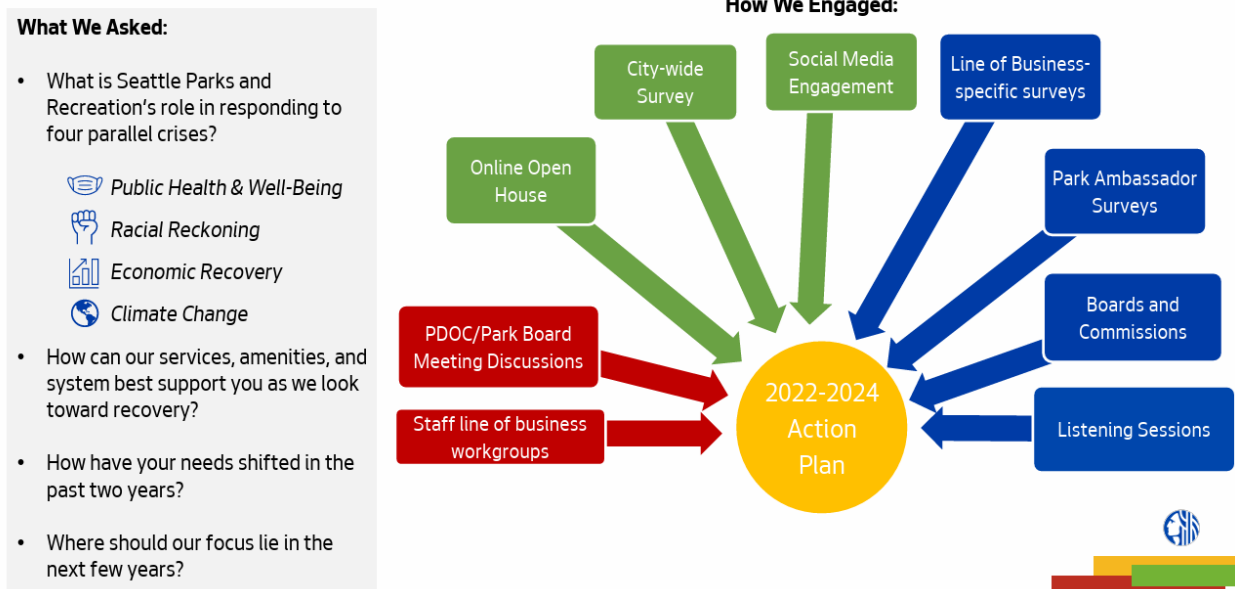 What We Asked:
• What is Seattle Parks and
Recreation's role in responding to
four parallel crises?
Public Health & Well-Being
Racial Reckoning
Economic Recovery
Climate Change
• How can our services, amenities, and
system best support you as we look
toward recovery?
• How have your needs shifted in the
past two years?
• Where should our focus lie in the
next few years?
How We Engaged:
Staff line of business
workgroups
PDOC/Park Board
Meeting Discussions
Online Open
House
City-wide
Survey
Social Media
Engagement
Line of Business-
specific surveys
Park Ambassador
Surveys
Boards and
Commissions
Listening Sessions
2022-2024
Action
Plan